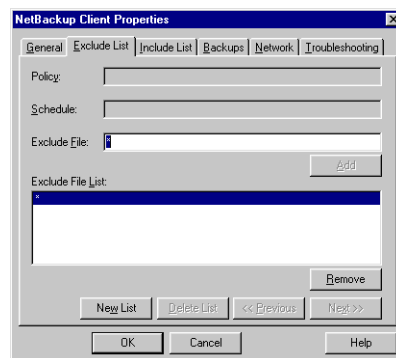 NetBackup Client Properties
General Exclude List Include List Backups Network Troubleshooting
Policy:
Schedule:
Exclude File: *
Add
Exclude File List:
*
Remove
New List Delete List << Previous Next >>
OK Cancel Help